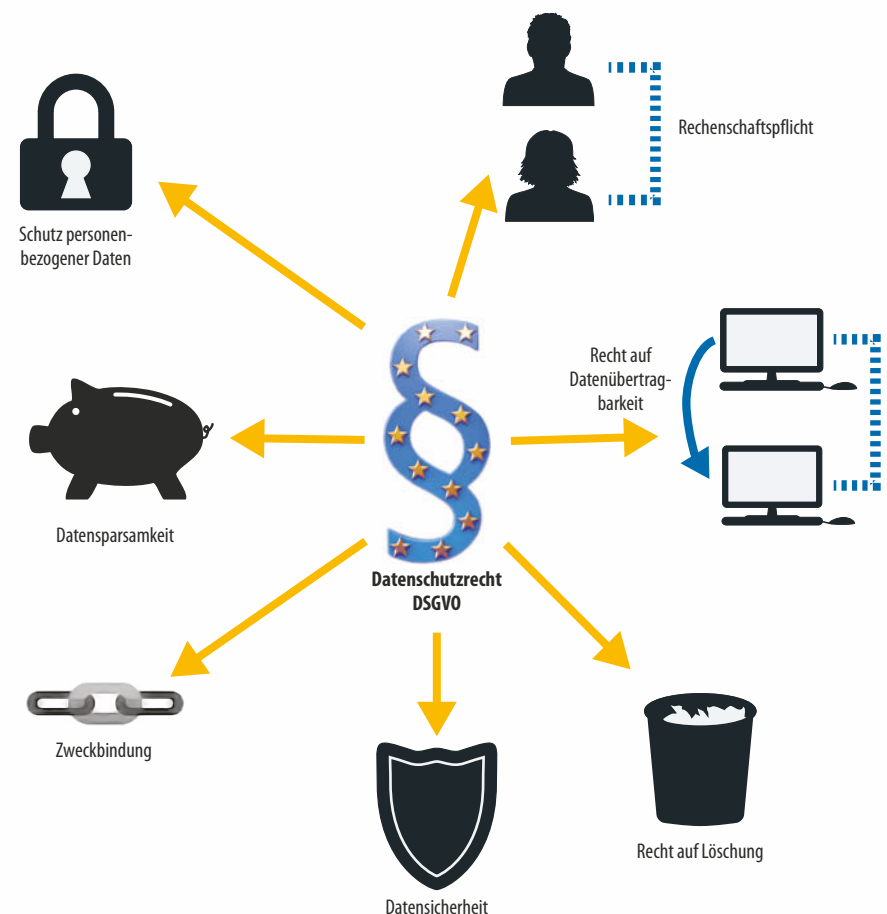 Rechenschaftspflicht
Schutz personen-
bezogener Daten
Recht auf
Datenübertrag-
barkeit
Datensparsamkeit
Datenschutzrecht
DSGVO
Zweckbindung
Recht auf Löschung
Datensicherheit